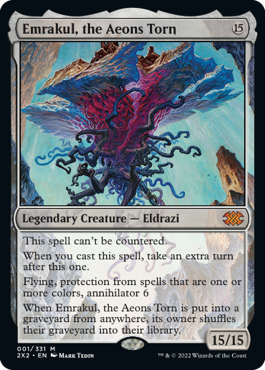 Emrakul, the Aeons Torn 15
Legendary Creature — Eldrazi
This spell can't be countered.
When you cast this spell, take an extra turn
after this one.
Flying, protection from spells that are one or
more colors, annihilator 6
When Emrakul, the Aeons Torn is put into a
graveyard from anywhere, its owner shuffles
their graveyard into their library.
15/15
001/331 M
2X2 • EN MARK TEDIN
™ & © 2022 Wizards of the Coast